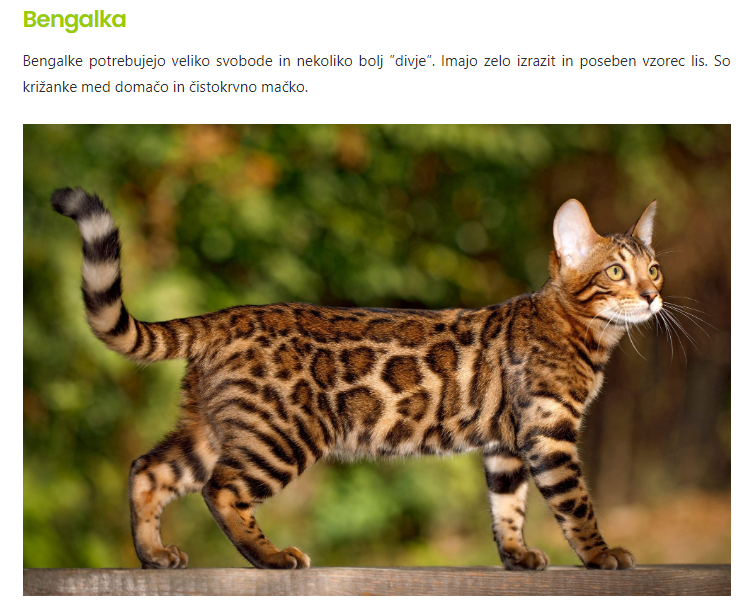 Bengalka
Bengalke potrebujejo veliko svobode in nekoliko bolj “divje”. Imajo zelo izrazit in poseben vzorec lis. So
križanke med domačo in čistokrvno mačko.